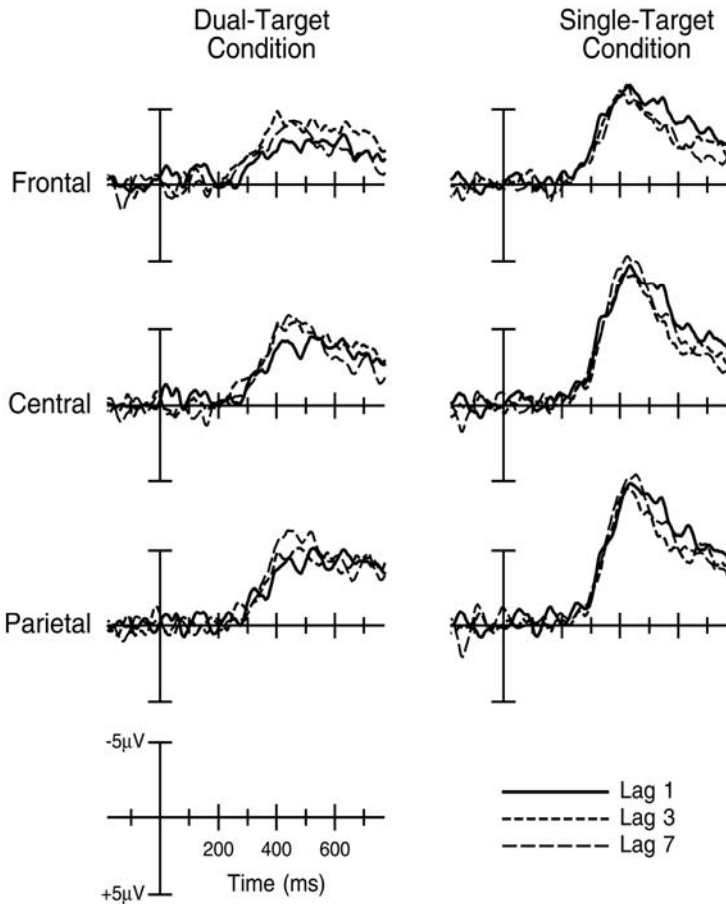 Dual-Target
Condition
Single-Target
Condition
Frontal
Central
Parietal
-5μV
+5μV
200
400
600
Time (ms)
Lag 1
Lag 3
Lag 7